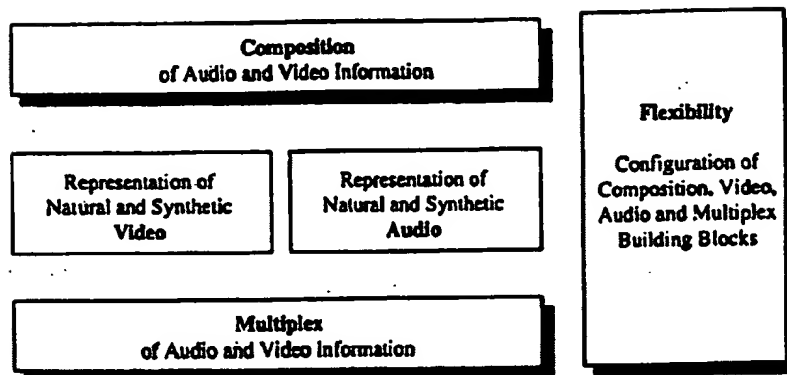 Composition
of Audio and Video Information
Representation of
Natural and Synthetic
Video
Representation of
Natural and Synthetic
Audio
Multiplex
of Audio and Video Information
Flexibility
Configuration of
Composition, Video,
Audio and Multiplex
Building Blocks